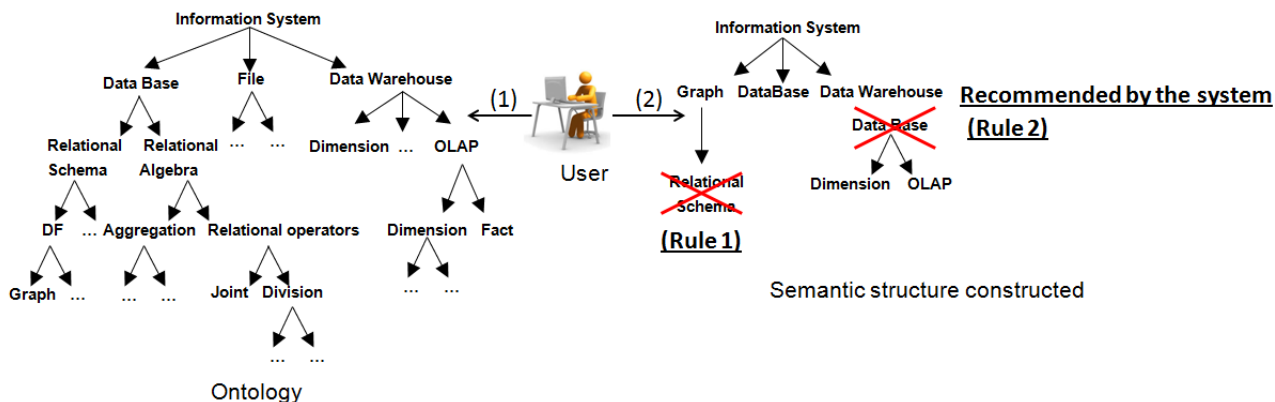 Information System
Data Base File Data Warehouse
Relational Schema Relational Algebra … … Dimension … OLAP
DF … Aggregation Relational operators Dimension Fact
Graph … … … Joint Division … …
… …
Ontology
(1) (2)
User
Information System
Graph DataBase Data Warehouse
Data Base
Recommended by the system
(Rule 2)
Relational
Schema
Dimension OLAP
(Rule 1)
Semantic structure constructed